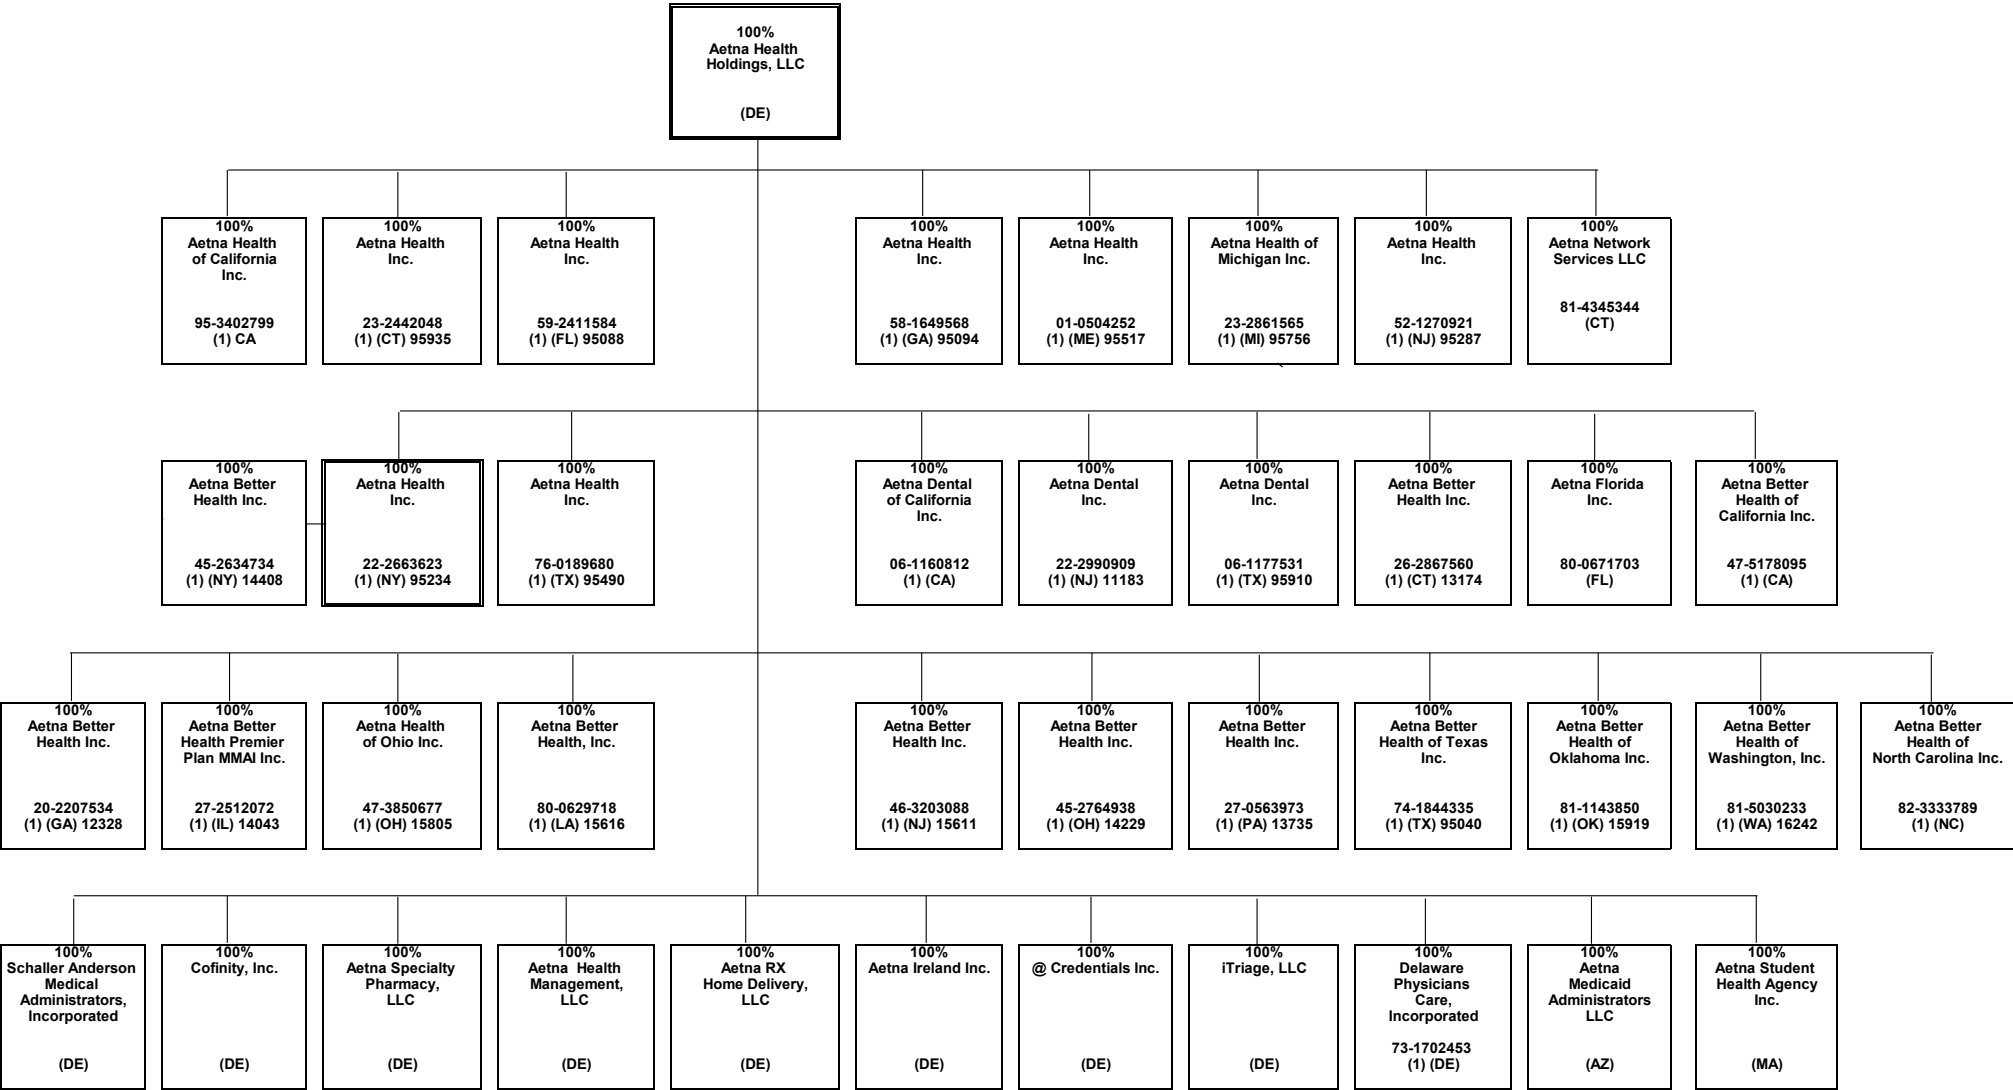 100%
Aetna Health
Holdings, LLC
(DE)
100%
Aetna Health
of California
Inc.
95-3402799
(1) CA
100%
Aetna Health
Inc.
23-2442048
(1) (CT) 95935
100%
Aetna Health
Inc.
59-2411584
(1) (FL) 95088
100%
Aetna Health
Inc.
58-1649568
(1) (GA) 95094
100%
Aetna Health
Inc.
01-0504252
(1) (ME) 95517
100%
Aetna Health of
Michigan Inc.
23-2861565
(1) (MI) 95756
100%
Aetna Health
Inc.
52-1270921
(1) (NJ) 95287
100%
Aetna Network
Services LLC
81-4345344
(CT)
100%
Aetna Better
Health Inc.
45-2634734
(1) (NY) 14408
100%
Aetna Health
Inc.
22-2663623
(1) (NY) 95234
100%
Aetna Health
Inc.
76-0189680
(1) (TX) 95490
100%
Aetna Dental
of California
Inc.
06-1160812
(1) (CA)
100%
Aetna Dental
Inc.
22-2990909
(1) (NJ) 11183
100%
Aetna Dental
Inc.
06-1177531
(1) (TX) 95910
100%
Aetna Better
Health Inc.
26-2867560
(1) (CT) 13174
100%
Aetna Florida
Inc.
80-0671703
(FL)
100%
Aetna Better
Health of
California Inc.
47-5178095
(1) (CA)
100%
Aetna Better
Health Inc.
20-2207534
(1) (GA) 12328
100%
Aetna Better
Health Premier
Plan MMAI Inc.
27-2512072
(1) (IL) 14043
100%
Aetna Health
of Ohio Inc.
47-3850677
(1) (OH) 15805
100%
Aetna Better
Health, Inc.
80-0629718
(1) (LA) 15616
100%
Aetna Better
Health Inc.
46-3203088
(1) (NJ) 15611
100%
Aetna Better
Health Inc.
45-2764938
(1) (OH) 14229
100%
Aetna Better
Health Inc.
27-0563973
(1) (PA) 13735
100%
Aetna Better
Health of Texas
Inc.
74-1844335
(1) (TX) 95040
100%
Aetna Better
Health of
Oklahoma Inc.
81-1143850
(1) (OK) 15919
100%
Aetna Better
Health of
Washington, Inc.
81-5030233
(1) (WA) 16242
100%
Aetna Better
Health of
North Carolina Inc.
82-3333789
(1) (NC)
100%
Schaller Anderson
Medical
Administrators,
Incorporated
(DE)
100%
Cofinity, Inc.
(DE)
100%
Aetna Specialty
Pharmacy,
LLC
(DE)
100%
Aetna Health
Management,
LLC
(DE)
100%
Aetna RX
Home Delivery,
LLC
(DE)
100%
Aetna Ireland Inc.
(DE)
100%
@ Credentials Inc.
(DE)
100%
iTriage, LLC
(DE)
100%
Delaware
Physicians
Care,
Incorporated
73-1702453
(1) (DE)
100%
Aetna
Medicaid
Administrators
LLC
(AZ)
100%
Aetna Student
Health Agency
Inc.
(MA)